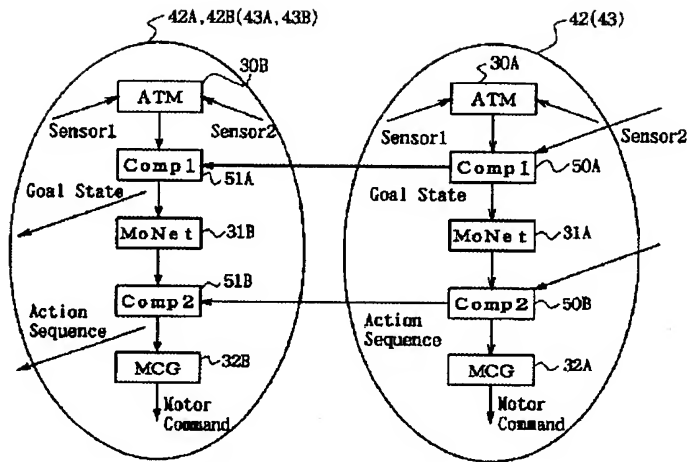 42A, 42B(43A, 43B)
42(43)
30B
ATM
Sensor1
Sensor2
Comp1
51A
Goal State
MoNet
31B
51B
Comp2
Action
Sequence
MCG
32B
Motor
Command
30A
ATM
Sensor1
Sensor2
Comp1
50A
Goal State
MoNet
31A
Comp2
50B
Action
Sequence
MCG
32A
Motor
Command